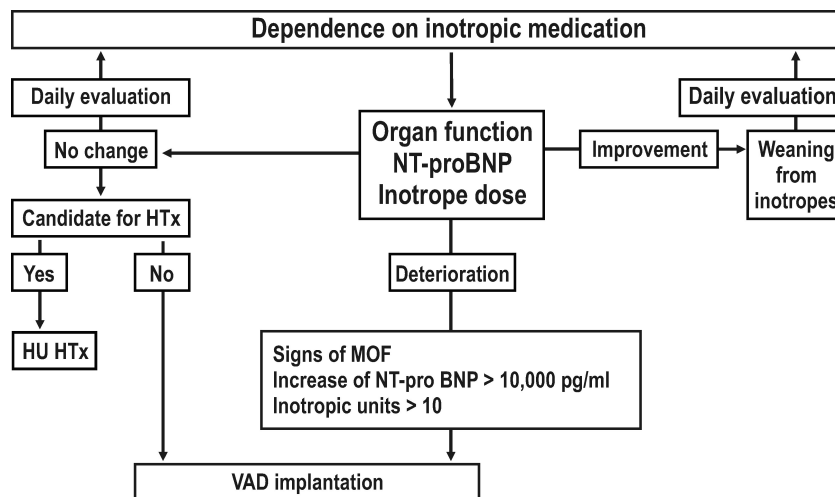 Dependence on inotropic medication
Daily evaluation
Daily evaluation
Organ function
NT-proBNP
Inotrope dose
No change
Improvement
Weaning
from
inotropes
Candidate for HTx
Yes
No
Deterioration
HU HTx
Signs of MOF
Increase of NT-pro BNP > 10,000 pg/ml
Inotropic units > 10
VAD implantation